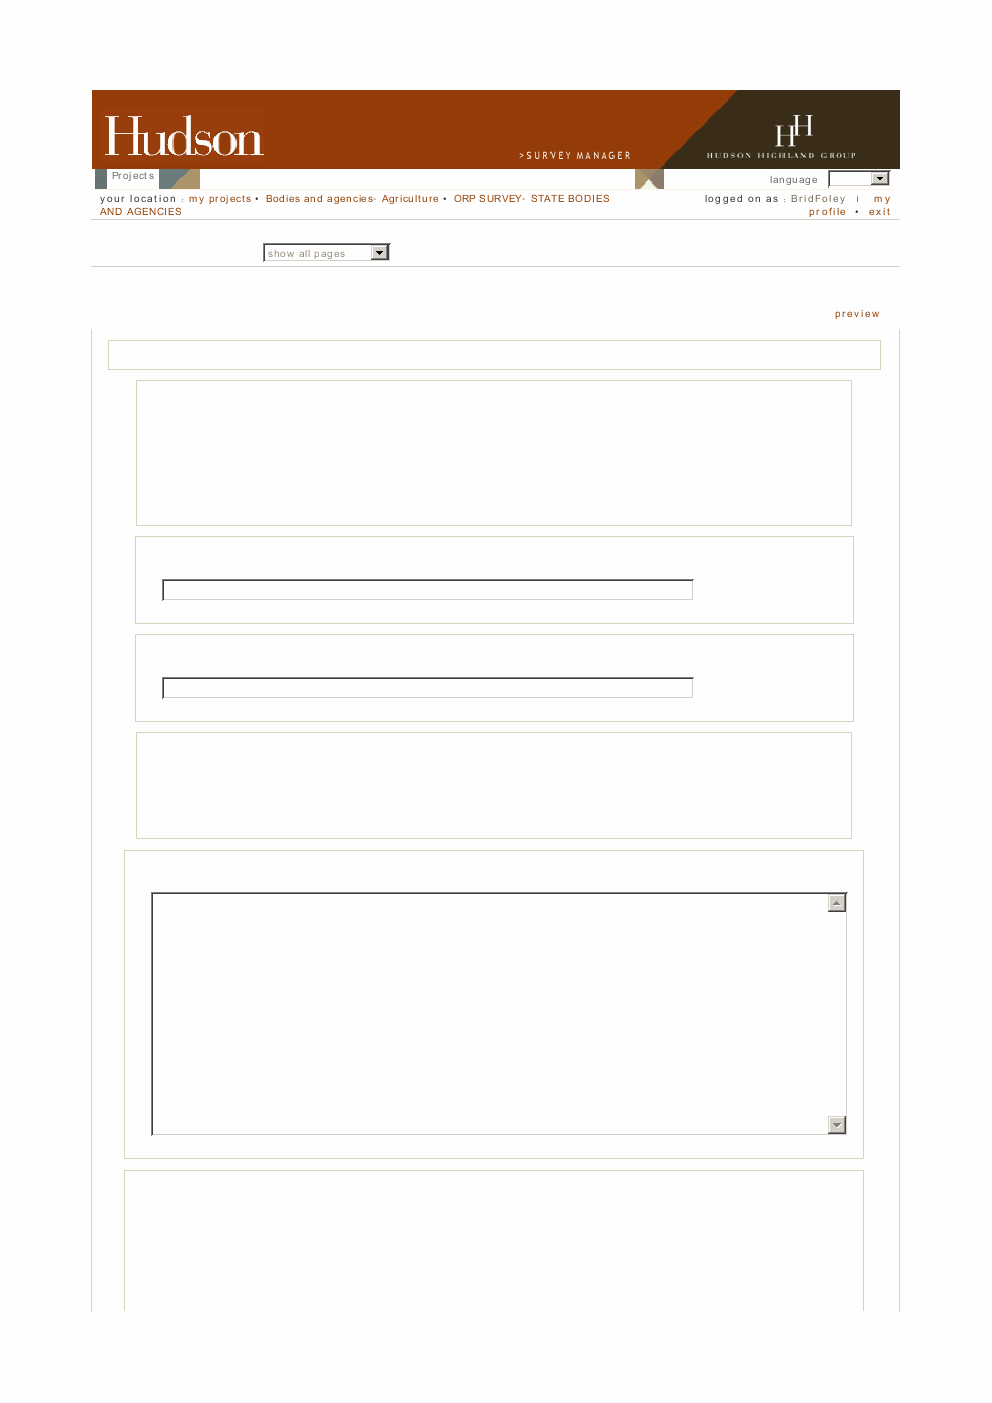 Hudson
>SURVEY MANAGER
HH
HUDSON HIGHLAND GROUP
Projects
language
your location : my projects • Bodies and agencies- Agriculture • ORP SURVEY- STATE BODIES
AND AGENCIES
logged on as : BridFoley | my
profile • exit
show all pages
preview